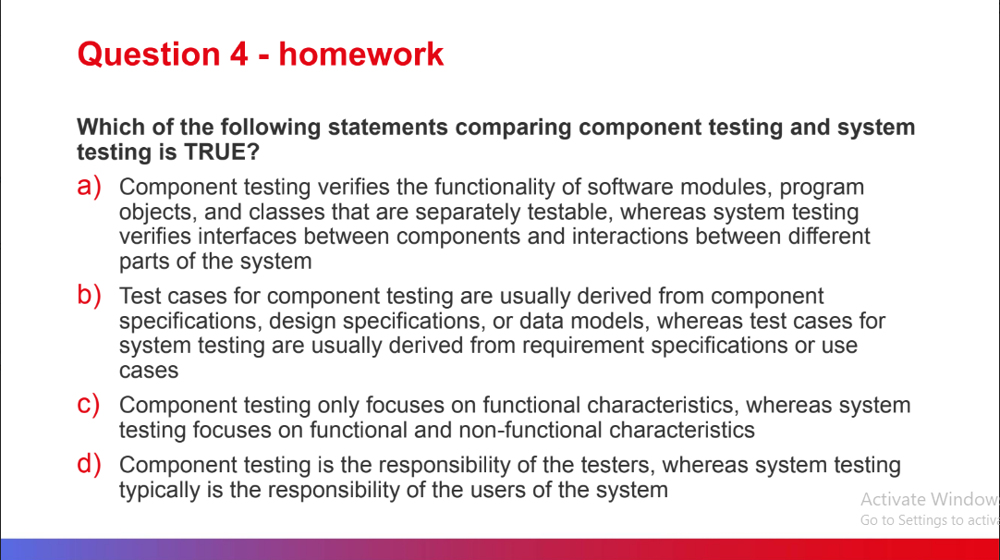 Question 4 - homework
Which of the following statements comparing component testing and system
testing is TRUE?
a) Component testing verifies the functionality of software modules, program
objects, and classes that are separately testable, whereas system testing
verifies interfaces between components and interactions between different
parts of the system
b) Test cases for component testing are usually derived from component
specifications, design specifications, or data models, whereas test cases for
system testing are usually derived from requirement specifications or use
cases
c) Component testing only focuses on functional characteristics, whereas system
testing focuses on functional and non-functional characteristics
d) Component testing is the responsibility of the testers, whereas system testing
typically is the responsibility of the users of the system
Activate Window
Go to Settings to activ